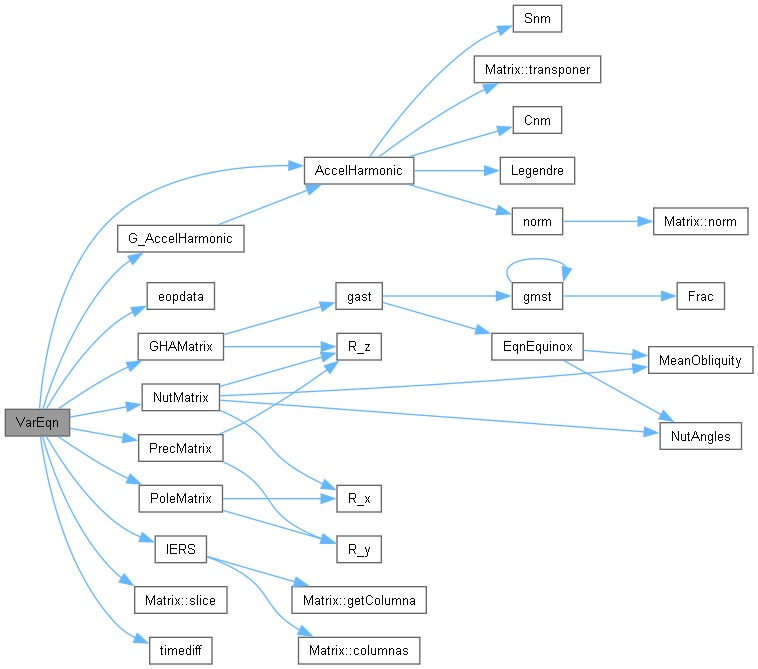 Snm
Matrix::transponer
Cnm
AccelHarmonic
Legendre
norm
Matrix::norm
G_AccelHarmonic
eopdata
gast
gmst
Frac
GHAMatrix
R_z
EqnEquinox
MeanObliquity
NutMatrix
VarEqn
NutAngles
PrecMatrix
PoleMatrix
R_x
IERS
R_y
Matrix::slice
Matrix::getColumna
timediff
Matrix::columnas